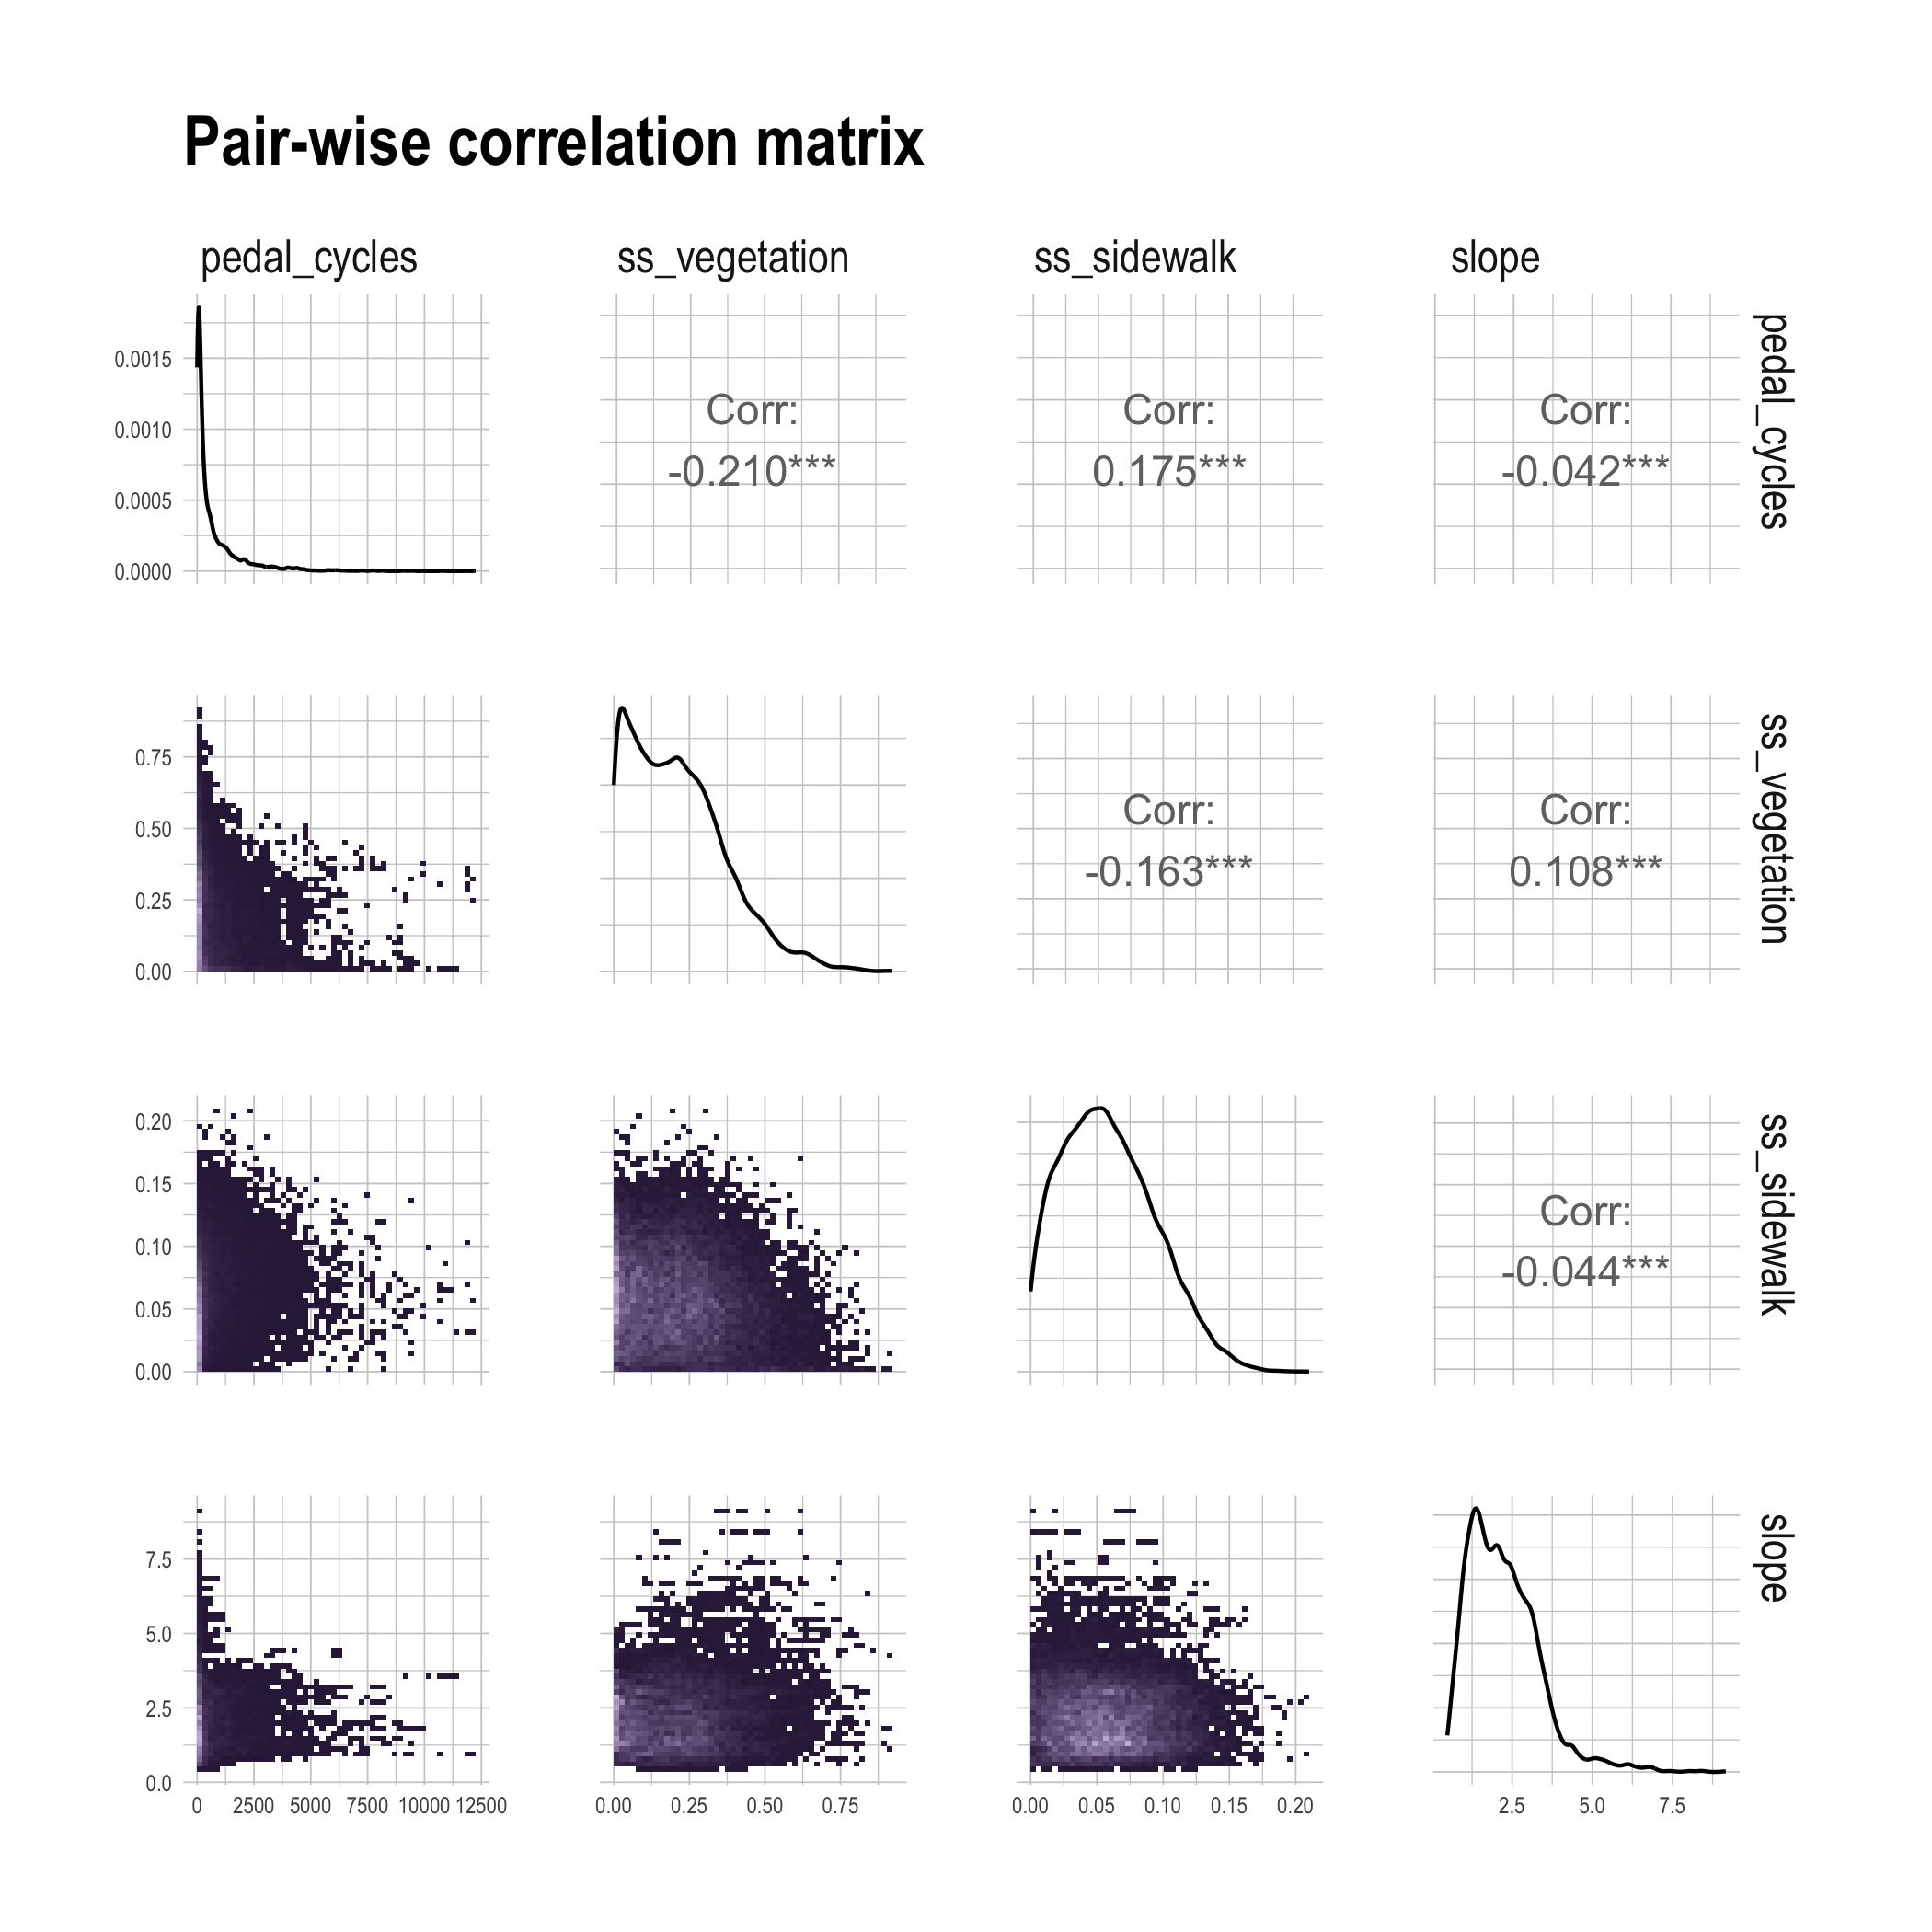 Pair-wise correlation matrix
pedal_cycles
ss_vegetation
ss_sidewalk
slope
0.0015
0.0010
0.0005
0.0000
Corr:
-0.210***
Corr:
0.175***
Corr:
-0.042***
pedal_cycles
0.75
0.50
0.25
0.00
Corr:
-0.163***
Corr:
0.108***
ss_vegetation
0.20
0.15
0.10
0.05
0.00
Corr:
-0.044***
ss_sidewalk
7.5
5.0
2.5
0.0
slope
0 2500 5000 7500 10000 12500
0.00 0.25 0.50 0.75
0.00 0.05 0.10 0.15 0.20
2.5 5.0 7.5